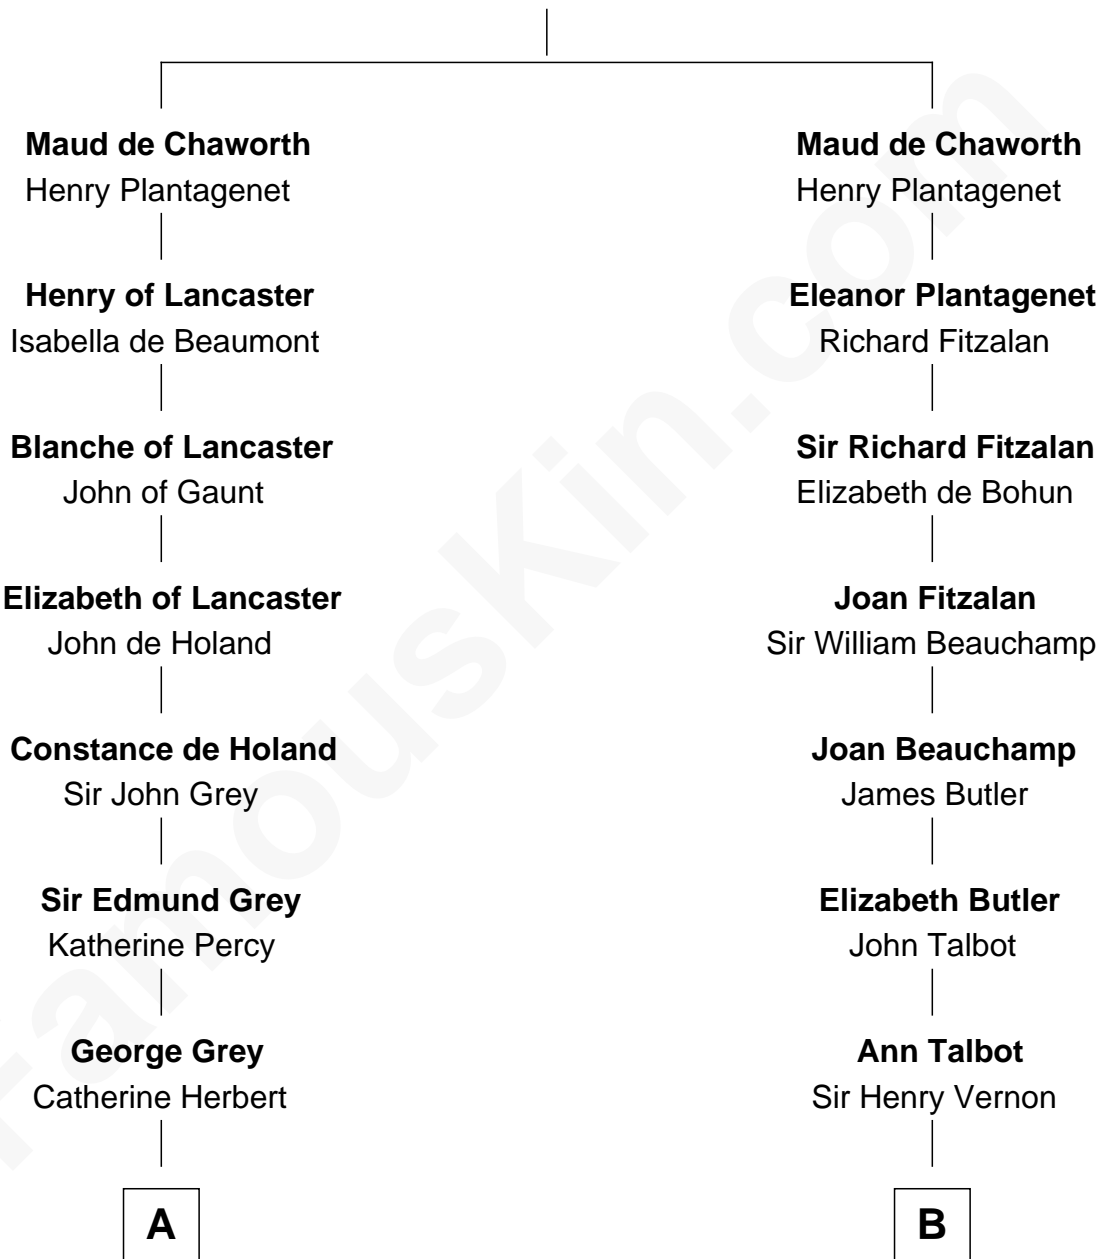 Maud de Chaworth
Henry Plantagenet
Henry of Lancaster
Isabella de Beaumont
Blanche of Lancaster
John of Gaunt
Elizabeth of Lancaster
John de Holand
Constance de Holand
Sir John Grey
Sir Edmund Grey
Katherine Percy
George Grey
Catherine Herbert
A
Maud de Chaworth
Henry Plantagenet
Eleanor Plantagenet
Richard Fitzalan
Sir Richard Fitzalan
Elizabeth de Bohun
Joan Fitzalan
Sir William Beauchamp
Joan Beauchamp
James Butler
Elizabeth Butler
John Talbot
Ann Talbot
Sir Henry Vernon
B
FamousKin.com